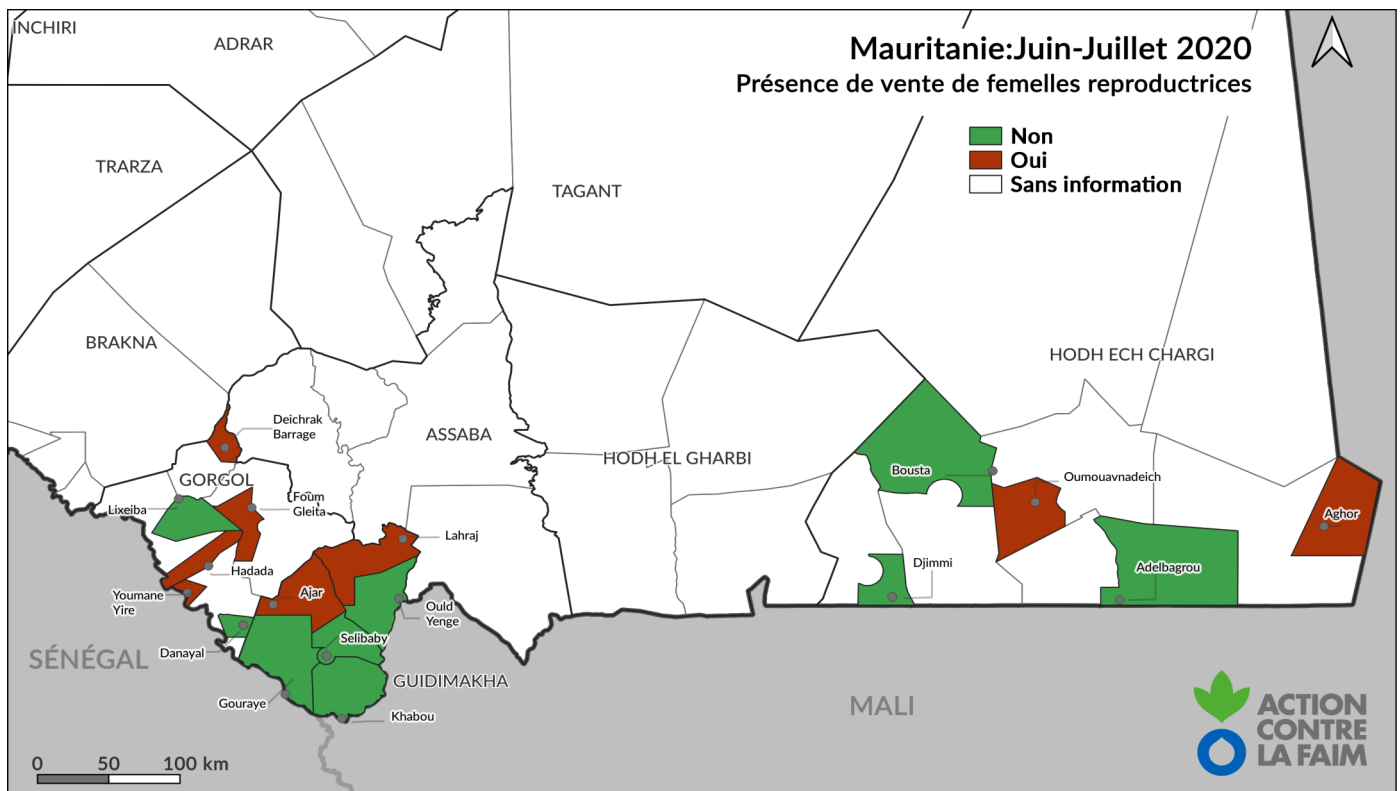 INCHIRI
ADRAR
Mauritanie:Juin-Juillet 2020
Présence de vente de femelles reproductrices
Non
Oui
Sans information
TRARZA
TAGANT
BRAKNA
HODH ECH CHARGI
Deichrak
Barrage
ASSABA
HODH EL GHARBI
GORGOL
Bousta
Oumouavnadeich
Foum
Gleita
Lixeiba
Aghor
Lahraj
Hadada
Djimmi
Adelbagrou
Youmane
Yire
Ajar
Ould
Yenge
Selibaby
Danayal
SÉNÉGAL
GUIDIMAKHA
Gouraye
Khabou
MALI
ACTION
CONTRE
LA FAIM
0 50 100 km